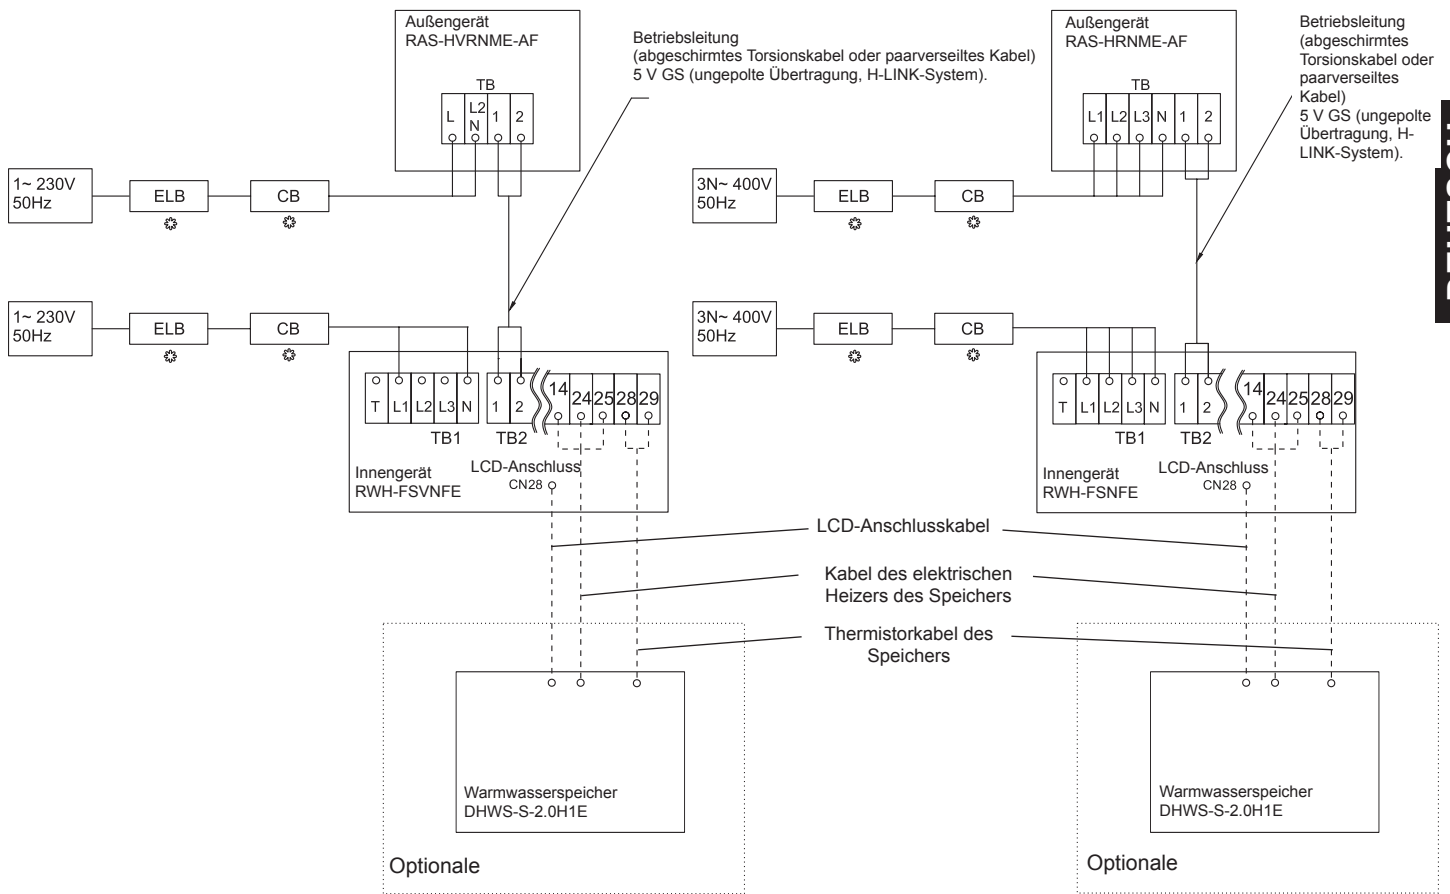 Außengerät
RAS-HVRNME-AF
TB
L
L2
N
1
2
Betriebsleitung
(abgeschirmtes Torsionskabel oder paarverseiltes Kabel)
5 V GS (ungepolte Übertragung, H-LINK-System).
1~ 230V
50Hz
ELB
CB
1~ 230V
50Hz
ELB
CB
T L1 L2 L3 N
TB1
1 2
TB2
14 24 25 28 29
Innengerät
RWH-FSVNFE
LCD-Anschluss
CN28
Außengerät
RAS-HRNME-AF
TB
L1 L2 L3 N 1 2
Betriebsleitung
(abgeschirmtes
Torsionskabel oder
paarverseiltes
Kabel)
5 V GS (ungepolte
Übertragung, H-
LINK-System).
3N~ 400V
50Hz
ELB
CB
3N~ 400V
50Hz
ELB
CB
T L1 L2 L3 N
TB1
1 2
TB2
14 24 25 28 29
Innengerät
RWH-FSNFE
LCD-Anschluss
CN28
LCD-Anschlusskabel
Kabel des elektrischen
Heizers des Speichers
Thermistorkabel des
Speichers
Warmwasserspeicher
DHWS-S-2.0H1E
Optionale
Warmwasserspeicher
DHWS-S-2.0H1E
Optionale